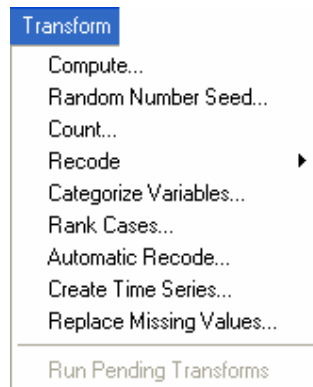 Transform
Compute...
Random Number Seed...
Count...
Recode
Categorize Variables...
Rank Cases...
Automatic Recode...
Create Time Series...
Replace Missing Values...
Run Pending Transforms